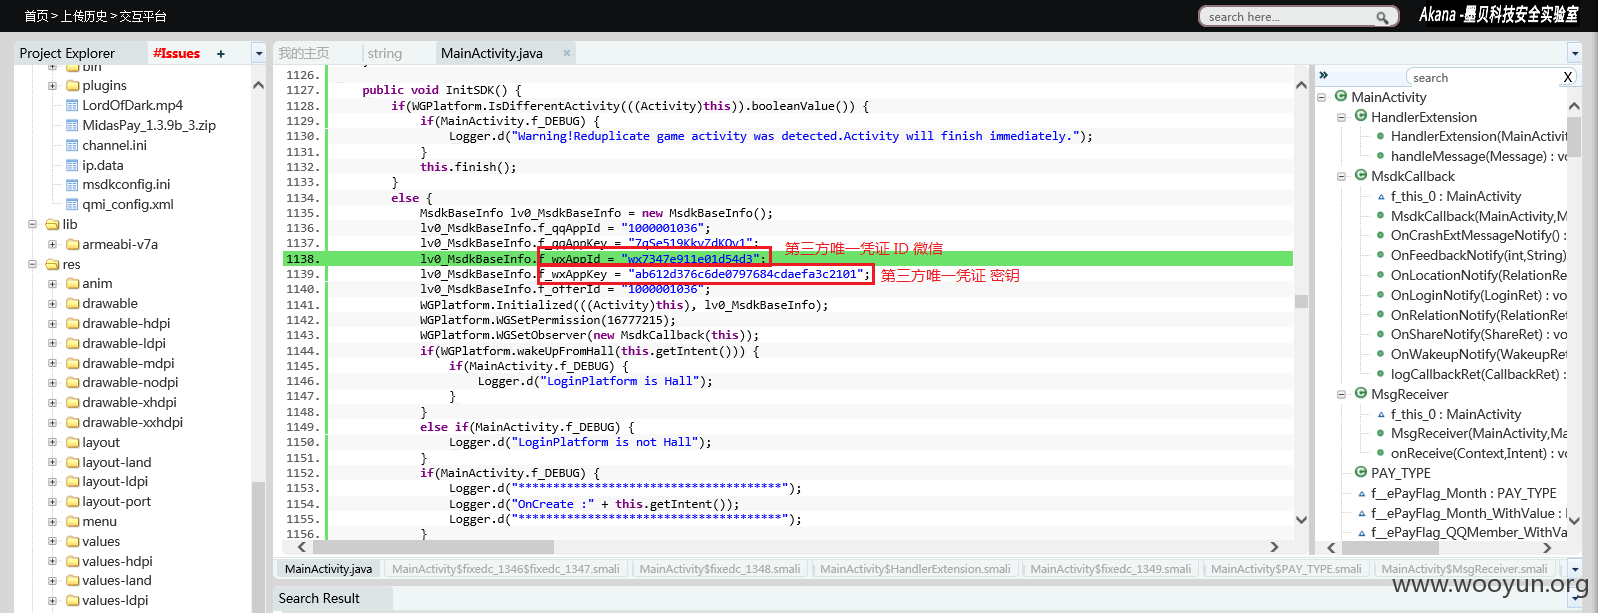 首页 > 上传历史 > 交互平台
search here...
Akana -墨贝科技安全实验室
Project Explorer
#Issues
+
我的主页
string
MainActivity.java
×
bin
plugins
LordOfDark.mp4
MidasPay_1.3.9b_3.zip
channel.ini
ip.data
msdkconfig.ini
qmi_config.xml
lib
armeabi-v7a
res
anim
drawable
drawable-hdpi
drawable-ldpi
drawable-mdpi
drawable-nodpi
drawable-xhdpi
drawable-xxhdpi
layout
layout-land
layout-ldpi
layout-port
menu
values
values-hdpi
values-land
values-ldpi
1126.
1127. public void InitSDK() {
1128. if(WGPlatform.IsDifferentActivity(((Activity)this)).booleanValue()) {
1129. if(MainActivity.f_DEBUG) {
1130. Logger.d("Warning!Reduplicate game activity was detected.Activity will finish immediately.");
1131. }
1132. this.finish();
1133. }
1134. else {
1135. MsdkBaseInfo lv0_MsdkBaseInfo = new MsdkBaseInfo();
1136. lv0_MsdkBaseInfo.f_qqAppId = "1000001036";
1137. lv0_MsdkBaseInfo.f_qqAppKey =
1138. lv0_MsdkBaseInfo.f_wxAppId = "wx7347e911e01d54d3"; 第三方唯一凭证 ID 微信
1139. lv0_MsdkBaseInfo.f_wxAppKey = "ab612d376c6de0797684cdaefa3c2101"; 第三方唯一凭证 密钥
1140. lv0_MsdkBaseInfo.f_offerId = "1000001036";
1141. WGPlatform.Initialized(((Activity)this), lv0_MsdkBaseInfo);
1142. WGPlatform.WGSetPermission(16777215);
1143. WGPlatform.WGSetObserver(new MsdkCallback(this));
1144. if(WGPlatform.wakeUpFromHall(this.getIntent())) {
1145. if(MainActivity.f_DEBUG) {
1146. Logger.d("LoginPlatform is Hall");
1147. }
1148. }
1149. else if(MainActivity.f_DEBUG) {
1150. Logger.d("LoginPlatform is not Hall");
1151. }
1152. if(MainActivity.f_DEBUG) {
1153. Logger.d("*************************************");
1154. Logger.d("OnCreate :" + this.getIntent());
1155. Logger.d("*************************************");
1156. }
»
search
X
MainActivity
HandlerExtension
HandlerExtension(MainActivit
handleMessage(Message) : vo
MsdkCallback
f_this_0 : MainActivity
MsdkCallback(MainActivity,M
OnCrashExtMessageNotify() :
OnFeedbackNotify(int,String)
OnLocationNotify(RelationRe
OnLoginNotify(LoginRet) : vo
OnRelationNotify(RelationRet
OnShareNotify(ShareRet) : vo
OnWakeupNotify(WakeupRet
logCallbackRet(CallbackRet) :
MsgReceiver
f_this_0 : MainActivity
MsgReceiver(MainActivity,Ma
onReceive(Context,Intent) : vo
PAY_TYPE
f__ePayFlag_Month : PAY_TYPE
f__ePayFlag_Month_WithValue :
f__ePayFlag_QQMember_WithVa
MainActivity.java
MainActivity$fixedc_1346$fixedc_1347.smali
MainActivity$fixedc_1348.smali
MainActivity$HandlerExtension.smali
MainActivity$fixedc_1349.smali
MainActivity$PAY_TYPE.smali
MainActivity$MsgReceiver.smali
Search Result
www.wooyun.org